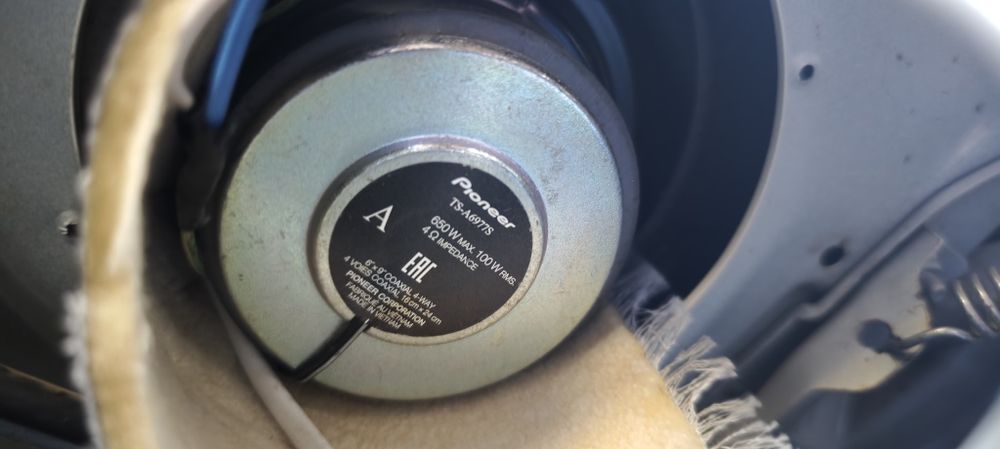 Pioneer
TS-A6977S
A
650 W MAX. 100 W RMS.
4 Ω IMPEDANCE
EAC
6" x 9" COAXIAL 4-WAY
4 VOIES COAXIAL 16 cm x 24 cm
PIONEER CORPORATION
FABRIQUÉ AU VIETNAM
MADE IN VIETNAM